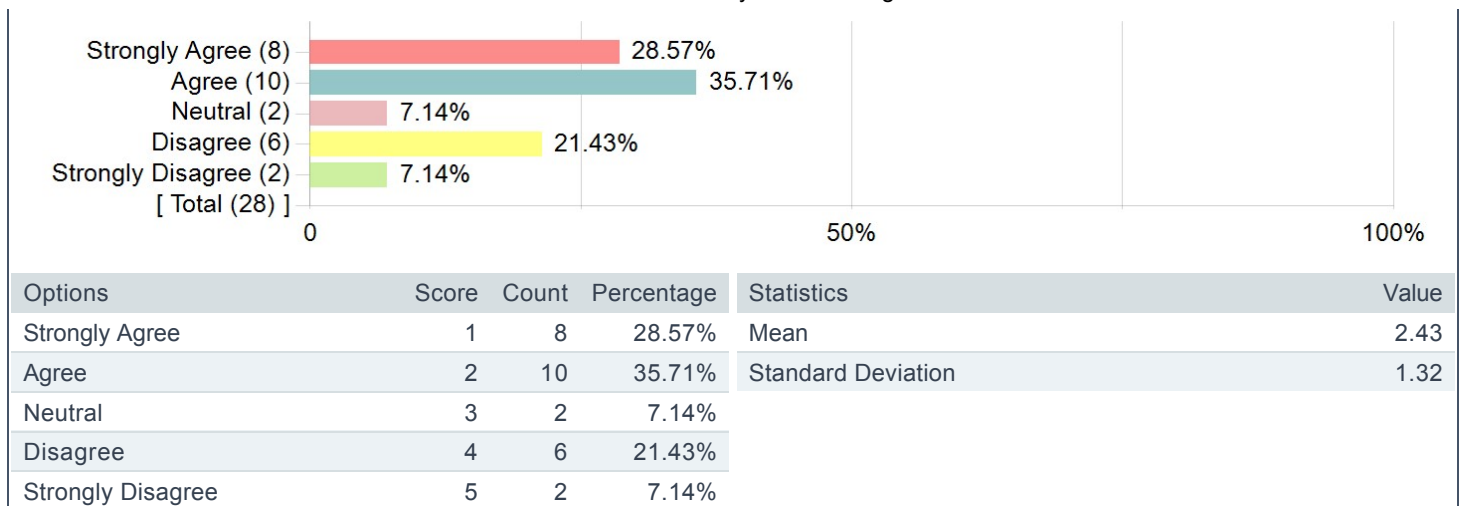 Strongly Agree (8) 28.57%
Agree (10) 35.71%
Neutral (2) 7.14%
Disagree (6) 21.43%
Strongly Disagree (2) 7.14%
[ Total (28) ]
0 50% 100%
Options Score Count Percentage
Strongly Agree 1 8 28.57%
Agree 2 10 35.71%
Neutral 3 2 7.14%
Disagree 4 6 21.43%
Strongly Disagree 5 2 7.14%
Statistics Value
Mean 2.43
Standard Deviation 1.32